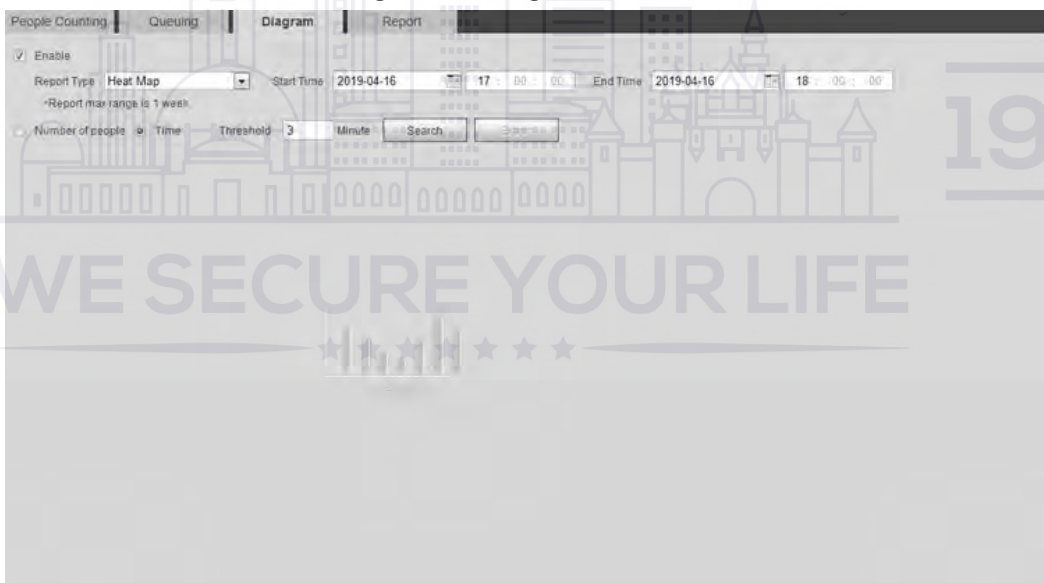 People Counting Queuing Diagram Report
Enable
Report Type Heat Map Start Time 2019-04-16 17 : 00 : 00 End Time 2019-04-16 18 : 00 : 00
*Report max range is 1 week.
Number of people Time Threshold 3 Minute Search
19
WE SECURE YOUR LIFE